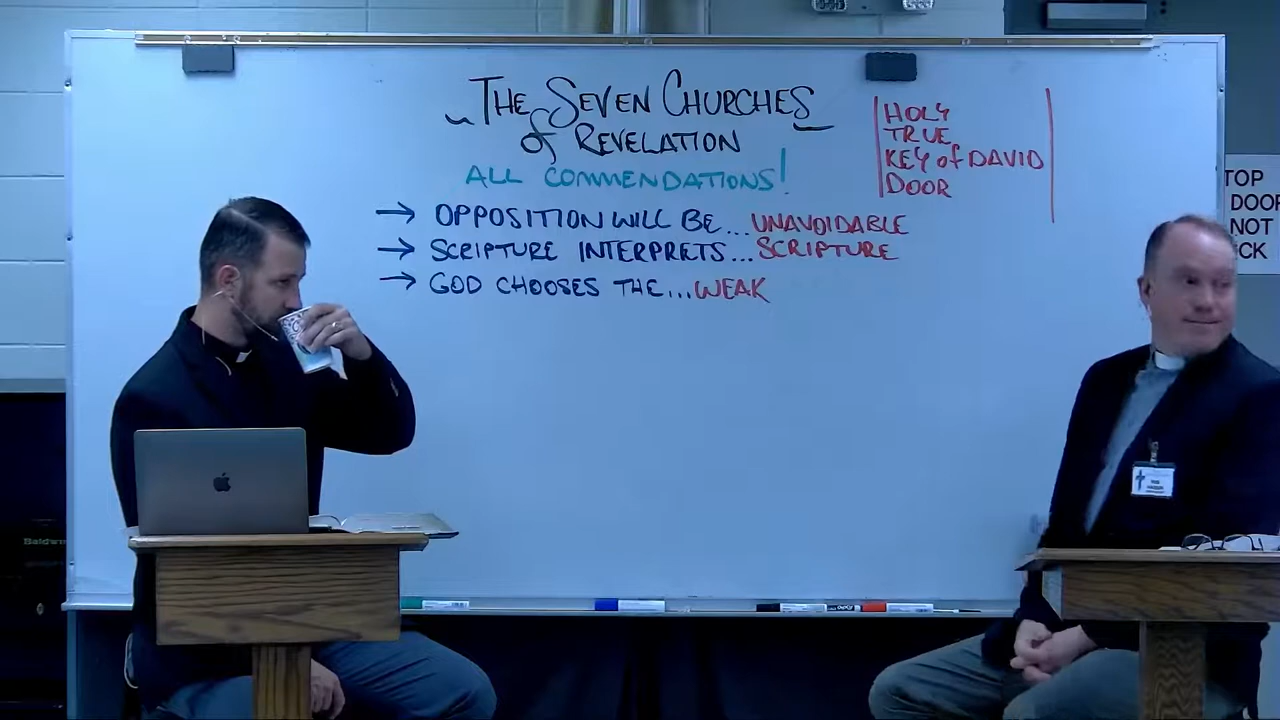 THE SEVEN CHURCHES
of REVELATION
ALL COMMENDATIONS!
→ OPPOSITION WILL BE...UNAVOIDABLE
→ SCRIPTURE INTERPRETS...SCRIPTURE
→ GOD CHOOSES THE...WEAK
HOLY
TRUE
KEY of DAVID
DOOR
TOP
DOOR
NOT
CK
Baldwin